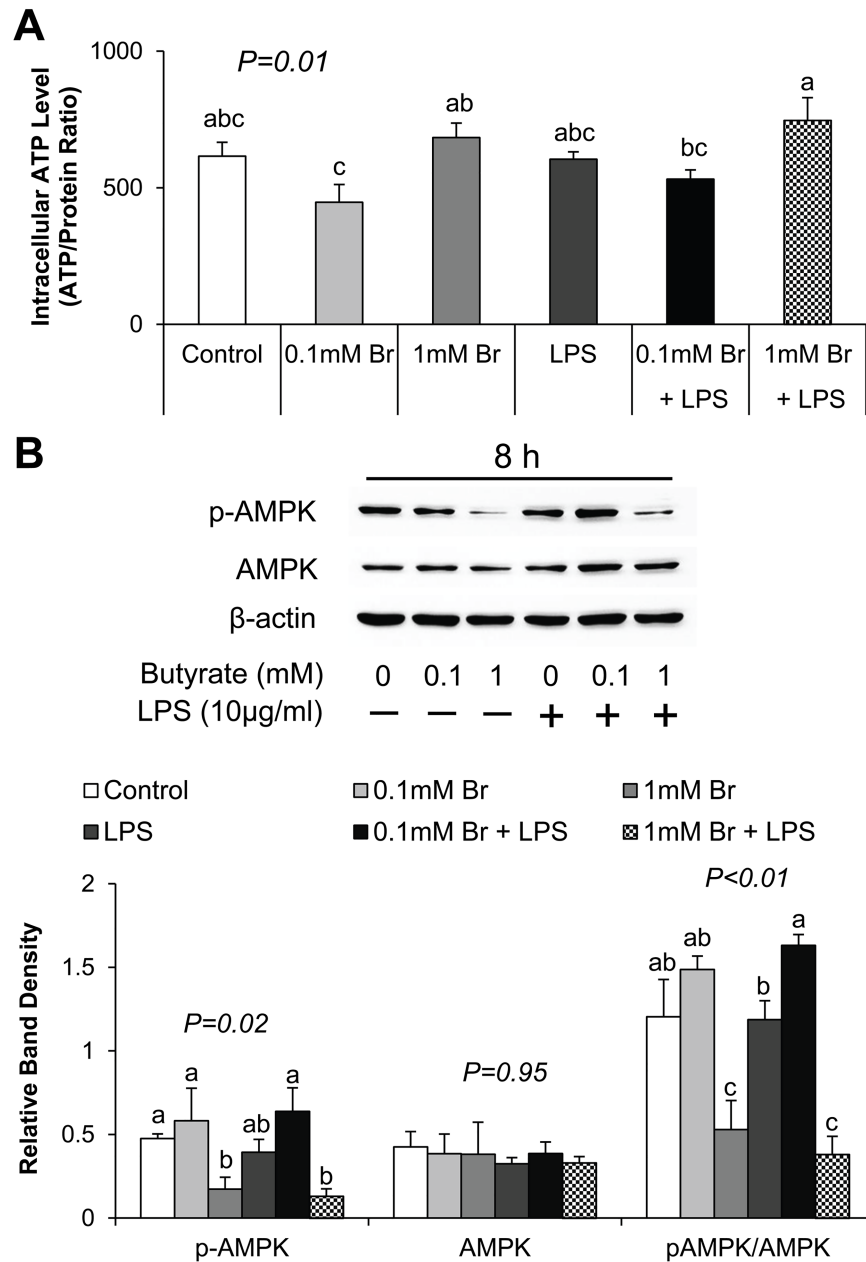 A
Intracellular ATP Level
(ATP/Protein Ratio)
1000
500
0
P=0.01
abc
c
ab
abc
bc
a
Control
0.1mM Br
1mM Br
LPS
0.1mM Br
+ LPS
1mM Br
+ LPS
B
8 h
p-AMPK
AMPK
β-actin
Butyrate (mM) 0 0.1 1 0 0.1 1
LPS (10µg/ml) — — — + + +
Control 0.1mM Br 1mM Br
LPS 0.1mM Br + LPS 1mM Br + LPS
Relative Band Density
2
1.5
1
0.5
0
P=0.02
a
a
b
ab
a
b
P=0.95
P<0.01
ab
ab
c
b
a
c
p-AMPK
AMPK
pAMPK/AMPK